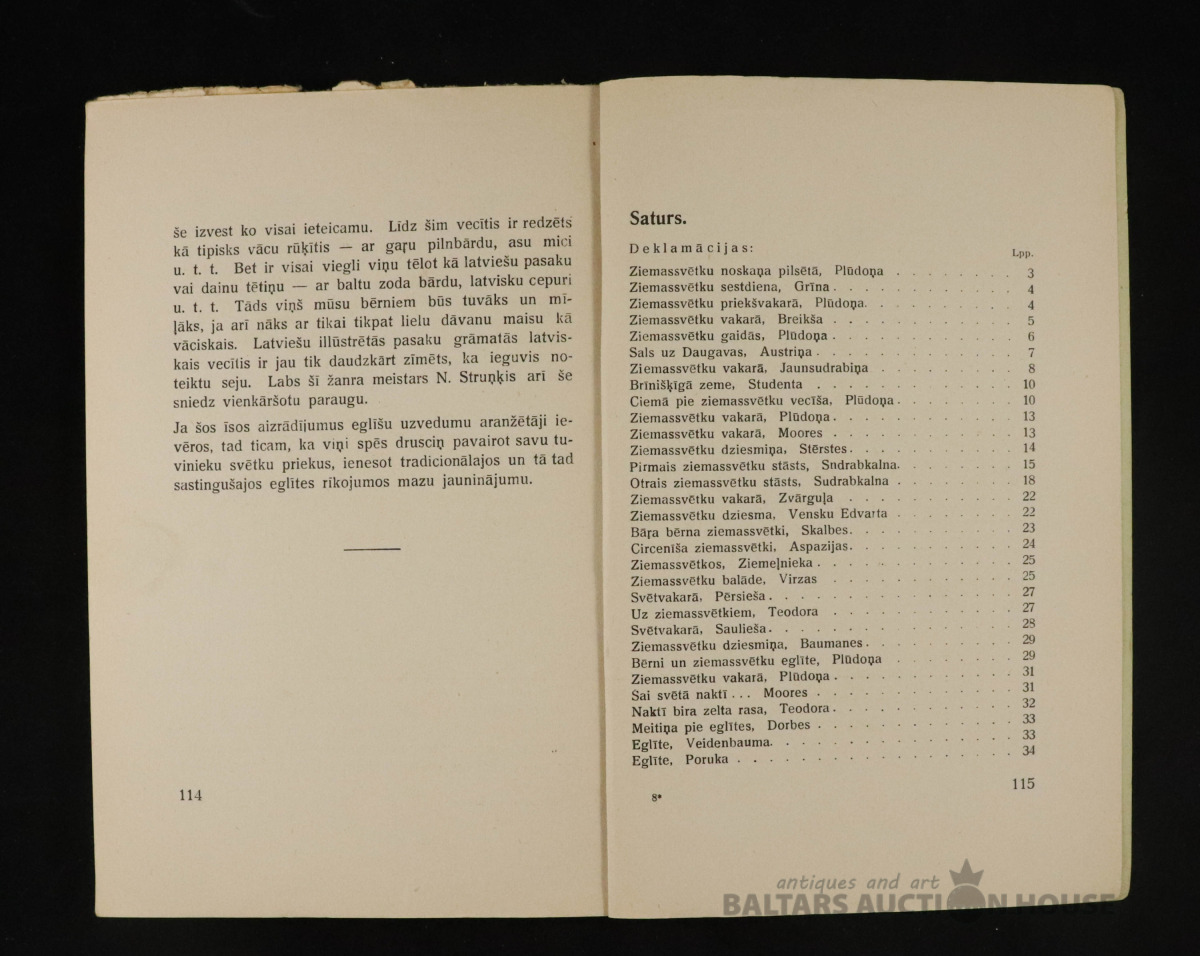 še izvest ko visai ieteicamu. Līdz šim vecītis ir redzēts
kā tipisks vācu rūķītis — ar gaŗu pilnbārdu, asu mici
u. t. t. Bet ir visai viegli viņu tēlot kā latviešu pasaku
vai dainu tētiņu — ar baltu zoda bārdu, latvisku cepuri
u. t. t. Tāds viņš mūsu bērniem būs tuvāks un mī-
ļāks, ja arī nāks ar tikai tikpat lielu dāvanu maisu kā
vāciskais. Latviešu illūstrētās pasaku grāmatās latvis-
kais vecītis ir jau tik daudzkārt zīmēts, ka ieguvis no-
teiktu seju. Labs šī žanra meistars N. Struņķis arī še
sniedz vienkāršotu paraugu.
Ja šos īsos aizrādījumus eglīšu uzvedumu aranžētāji ie-
vēros, tad ticam, ka viņi spēs drusciņ pavairot savu tu-
vinieku svētku priekus, ienesot tradicionālajos un tā tad
sastingušajos eglītes rīkojumos mazu jauninājumu.
114
Saturs.
Deklamācijas: Lpp.
Ziemassvētku noskaņa pilsētā, Plūdoņa . . . . . . . . 3
Ziemassvētku sestdiena, Grīna . . . . . . . . . . . 4
Ziemassvētku priekšvakarā, Plūdoņa. . . . . . . . . 4
Ziemassvētku vakarā, Breikša . . . . . . . . . . . 5
Ziemassvētku gaidās, Plūdoņa . . . . . . . . . . . 6
Sals uz Daugavas, Austriņa . . . . . . . . . . . . 7
Ziemassvētku vakarā, Jaunsudrabiņa . . . . . . . . 8
Brīnišķīgā zeme, Studenta . . . . . . . . . . . . 10
Ciemā pie ziemassvētku vecīša, Plūdoņa . . . . . . . 10
Ziemassvētku vakarā, Plūdoņa . . . . . . . . . . . 13
Ziemassvētku vakarā, Moores . . . . . . . . . . . 13
Ziemassvētku dziesmiņa, Stērstes . . . . . . . . . . 14
Pirmais ziemassvētku stāsts, Sudrabkalna. . . . . . . 15
Otrais ziemassvētku stāsts, Sudrabkalna . . . . . . . 18
Ziemassvētku vakarā, Zvārguļa . . . . . . . . . . 22
Ziemassvētku dziesma, Vensku Edvarta . . . . . . . 22
Bāŗa bērna ziemassvētki, Skalbes. . . . . . . . . . 23
Circenīša ziemassvētki, Aspazijas. . . . . . . . . . 24
Ziemassvētkos, Ziemeļnieka . . . . . . . . . . . . 25
Ziemassvētku balāde, Virzas . . . . . . . . . . . 25
Svētvakarā, Pērsieša . . . . . . . . . . . . . . 27
Uz ziemassvētkiem, Teodora . . . . . . . . . . . 27
Svētvakarā, Saulieša . . . . . . . . . . . . . . 28
Ziemassvētku dziesmiņa, Baumanes . . . . . . . . . 29
Bērni un ziemassvētku eglīte, Plūdoņa . . . . . . . . 29
Ziemassvētku vakarā, Plūdoņa . . . . . . . . . . . 31
Sai svētā naktī . . . Moores . . . . . . . . . . . . 31
Naktī bira zelta rasa, Teodora . . . . . . . . . . . 32
Meitiņa pie eglītes, Dorbes . . . . . . . . . . . . 33
Eglīte, Veidenbauma. . . . . . . . . . . . . . . 33
Eglīte, Poruka . . . . . . . . . . . . . . . . . 34
8* 115
antiques and art
BALTARS AUCTION HOUSE